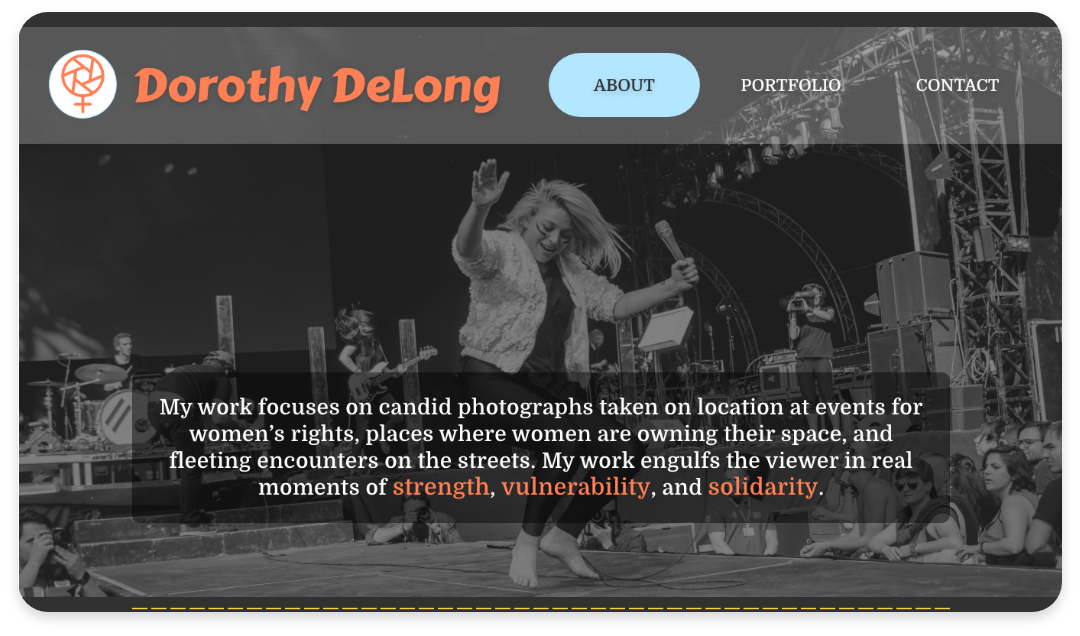 Dorothy DeLong
ABOUT
PORTFOLIO
CONTACT
My work focuses on candid photographs taken on location at events for
women’s rights, places where women are owning their space, and
fleeting encounters on the streets. My work engulfs the viewer in real
moments of strength, vulnerability, and solidarity.